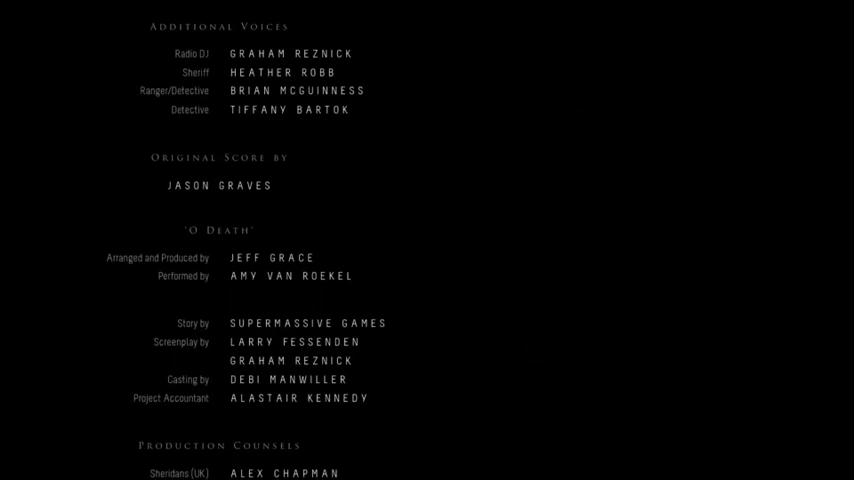 ADDITIONAL VOICES
Radio DJ GRAHAM REZNICK
Sheriff HEATHER ROBB
Ranger/Detective BRIAN MCGUINNESS
Detective TIFFANY BARTOK
ORIGINAL SCORE BY
JASON GRAVES
'O DEATH'
Arranged and Produced by JEFF GRACE
Performed by AMY VAN ROEKEL
Story by SUPERMASSIVE GAMES
Screenplay by LARRY FESSENDEN
GRAHAM REZNICK
Casting by DEBI MANWILLER
Project Accountant ALASTAIR KENNEDY
PRODUCTION COUNSELS
Sheridans (UK) ALEX CHAPMAN